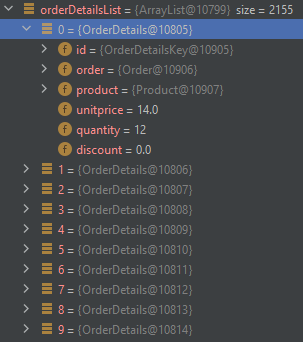 orderDetailsList = {ArrayList@10799} size = 2155
0 = {OrderDetails@10805}
f id = {OrderDetailsKey@10905}
f order = {Order@10906}
f product = {Product@10907}
f unitprice = 14.0
f quantity = 12
f discount = 0.0
1 = {OrderDetails@10806}
2 = {OrderDetails@10807}
3 = {OrderDetails@10808}
4 = {OrderDetails@10809}
5 = {OrderDetails@10810}
6 = {OrderDetails@10811}
7 = {OrderDetails@10812}
8 = {OrderDetails@10813}
9 = {OrderDetails@10814}